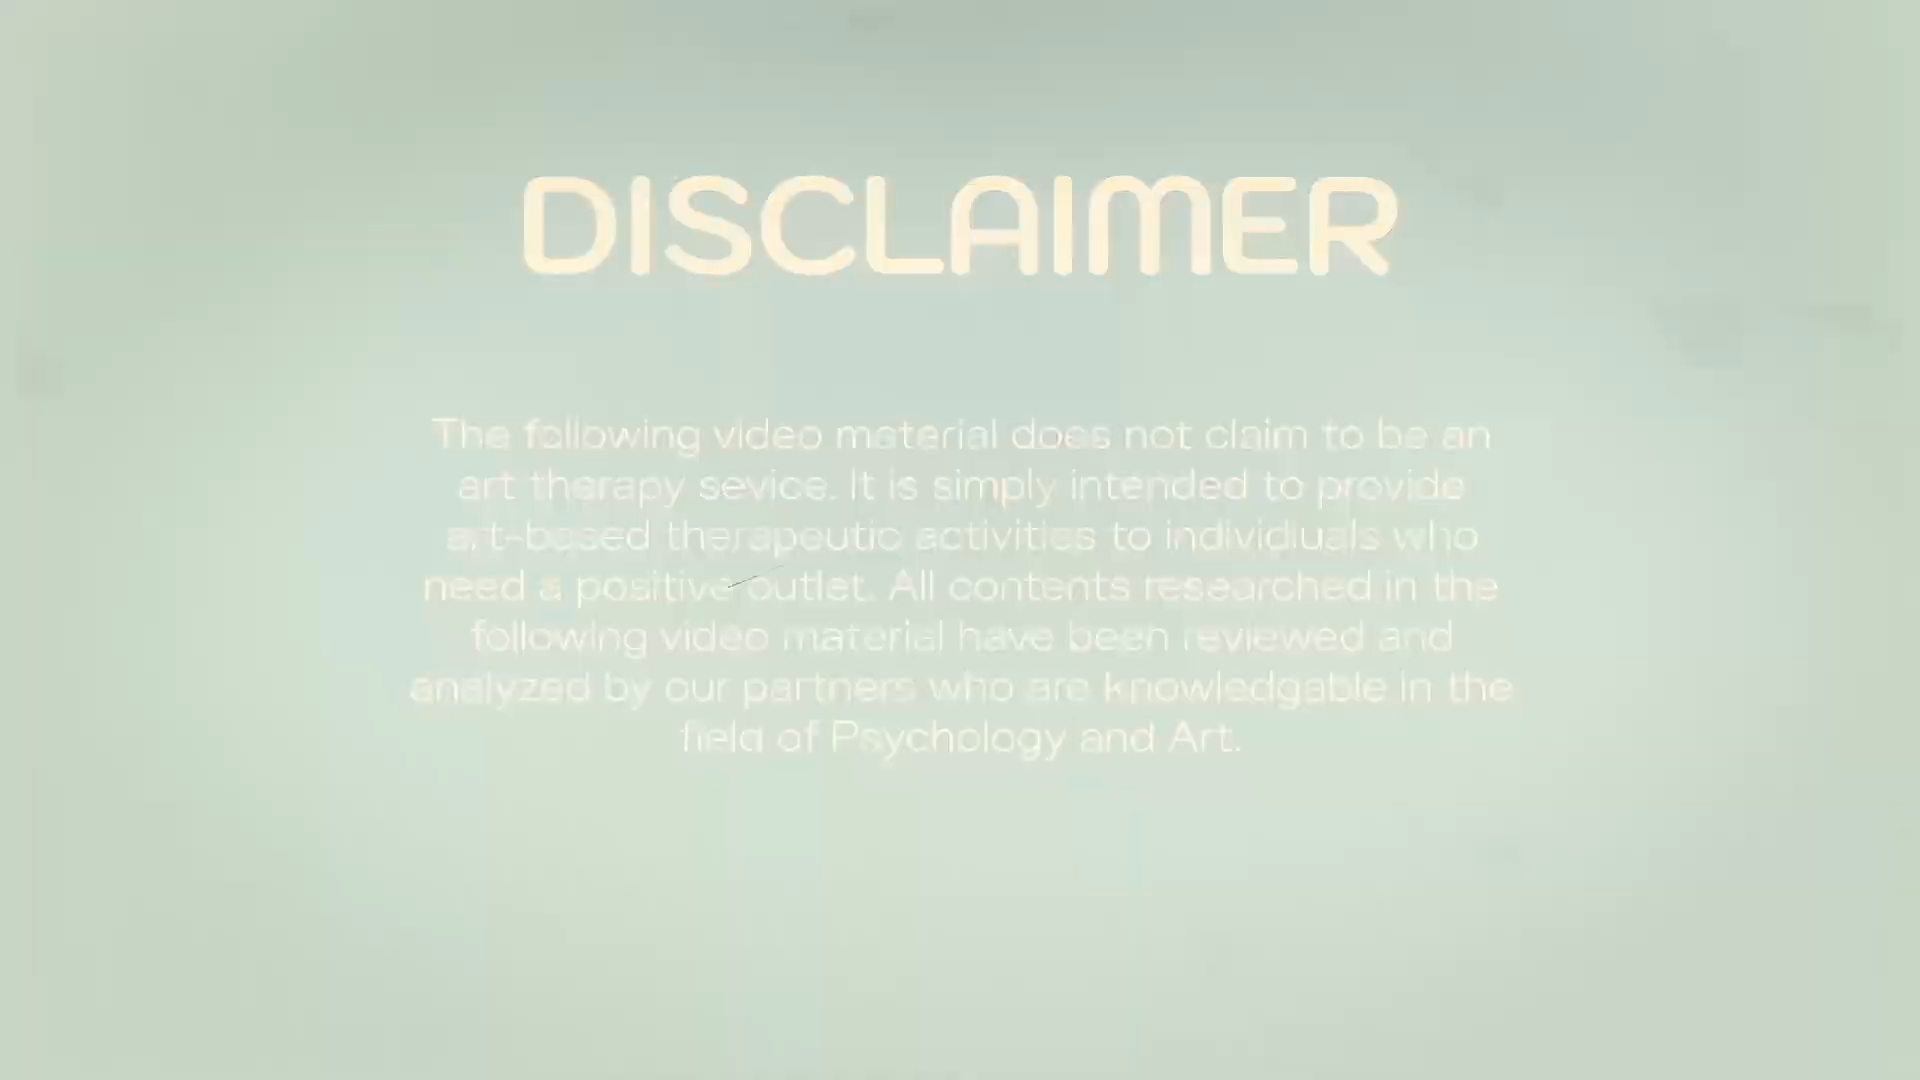 DISCLAIMER
The following video material does not claim to be an
art therapy sevice. It is simply intended to provide
art-based therapeutic activities to individuals who
need a positive outlet. All contents researched in the
following video material have been reviewed and
analyzed by our partners who are knowledgable in the
field of Psychology and Art.